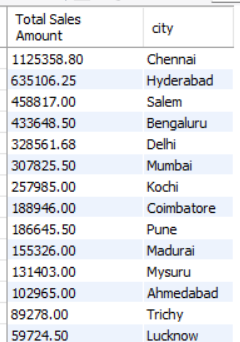 Total Sales Amount city
1125358.80 Chennai
635106.25 Hyderabad
458817.00 Salem
433648.50 Bengaluru
328561.68 Delhi
307825.50 Mumbai
257985.00 Kochi
188946.00 Coimbatore
186645.50 Pune
155326.00 Madurai
131403.00 Mysuru
102965.00 Ahmedabad
89278.00 Trichy
59724.50 Lucknow